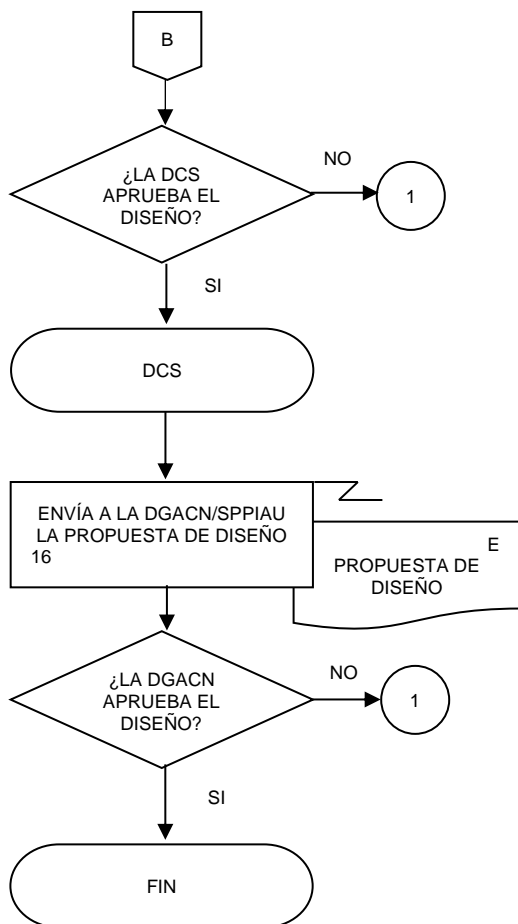 B
¿LA DCS
APRUEBA EL
DISEÑO?
NO
1
SI
DCS
ENVÍA A LA DGACN/SPPIAU
LA PROPUESTA DE DISEÑO
16
E
PROPUESTA DE
DISEÑO
¿LA DGACN
APRUEBA EL
DISEÑO?
NO
1
SI
FIN